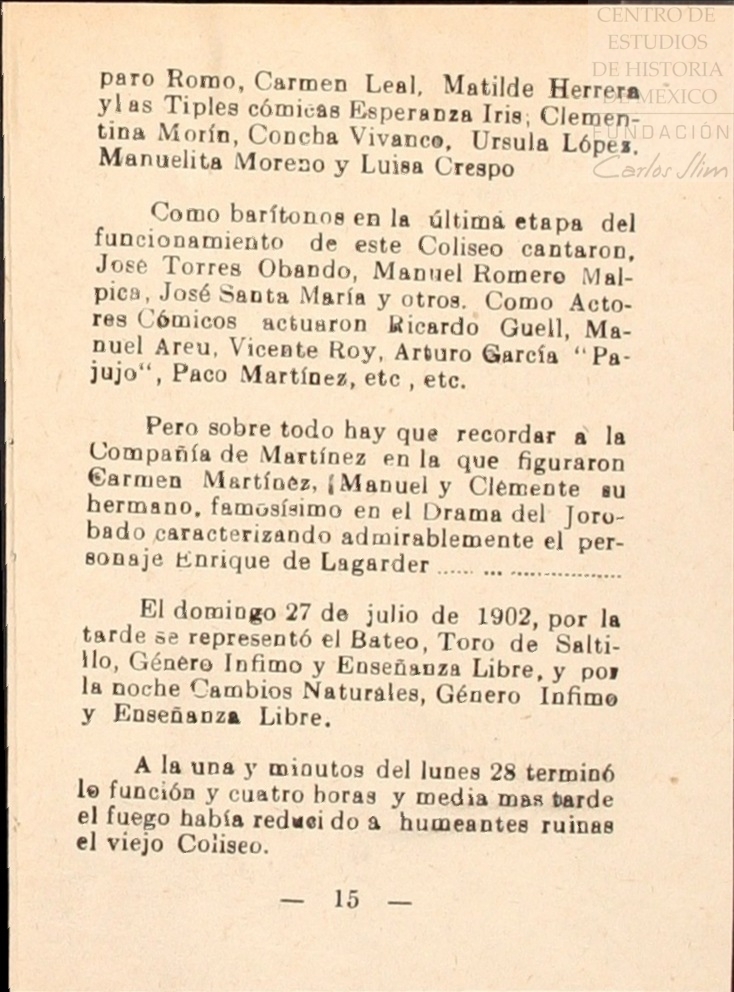 CENTRO DE
ESTUDIOS
DE HISTORIA
DE MÉXICO
FUNDACIÓN
Carlos Slim
paro Romo, Carmen Leal, Matilde Herrera
y las Tiples cómicas Esperanza Iris, Clemen-
tina Morín, Concha Vivanco, Ursula López,
Manuelita Moreno y Luisa Crespo
Como barítonos en la última etapa del
funcionamiento de este Coliseo cantaron,
José Torres Obando, Manuel Romero Mal-
pica, José Santa María y otros. Como Acto-
res Cómicos actuaron Ricardo Guell, Ma-
nuel Areu, Vicente Roy, Arturo García "Pa-
jujo", Paco Martínez, etc , etc.
Pero sobre todo hay que recordar a la
Compañía de Martínez en la que figuraron
Carmen Martínez, ¡Manuel y Clemente su
hermano, famosísimo en el Drama del Joro-
bado caracterizando admirablemente el per-
sonaje Enrique de Lagarder ...... ... ..................
El domingo 27 de julio de 1902, por la
tarde se representó el Bateo, Toro de Salti-
llo, Género Infimo y Enseñanza Libre, y por
la noche Cambios Naturales, Género Infimo
y Enseñanza Libre.
A la una y minutos del lunes 28 terminó
lo función y cuatro horas y media mas tarde
el fuego había reducido a humeantes ruinas
el viejo Coliseo.
— 15 —